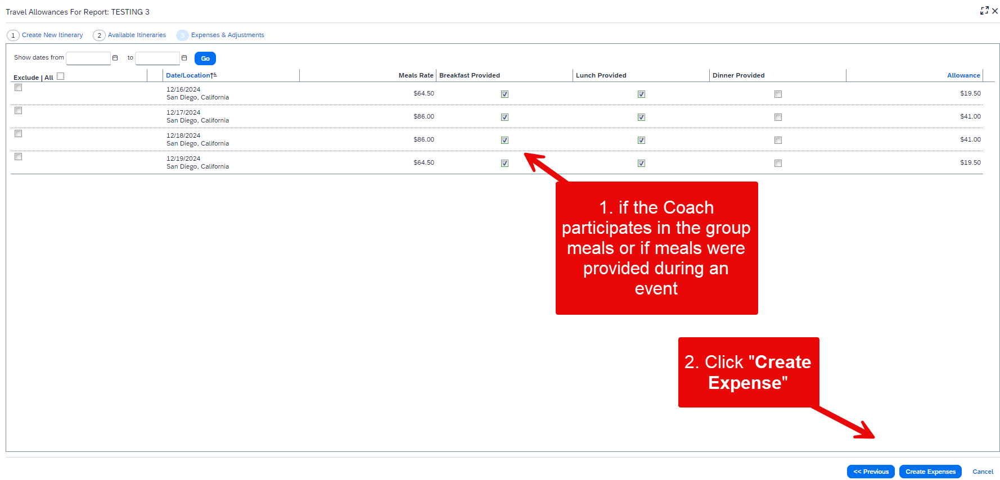 Travel Allowances For Report: TESTING 3
1 Create New Itinerary 2 Available Itineraries 3 Expenses & Adjustments
Show dates from to Go
Exclude | All Date/Location Meals Rate Breakfast Provided Lunch Provided Dinner Provided Allowance
12/16/2024
San Diego, California $64.50 $19.50
12/17/2024
San Diego, California $86.00 $41.00
12/18/2024
San Diego, California $86.00 $41.00
12/19/2024
San Diego, California $64.50 $19.50
1. if the Coach
participates in the group
meals or if meals were
provided during an
event
2. Click "Create
Expense"
<< Previous Create Expenses Cancel